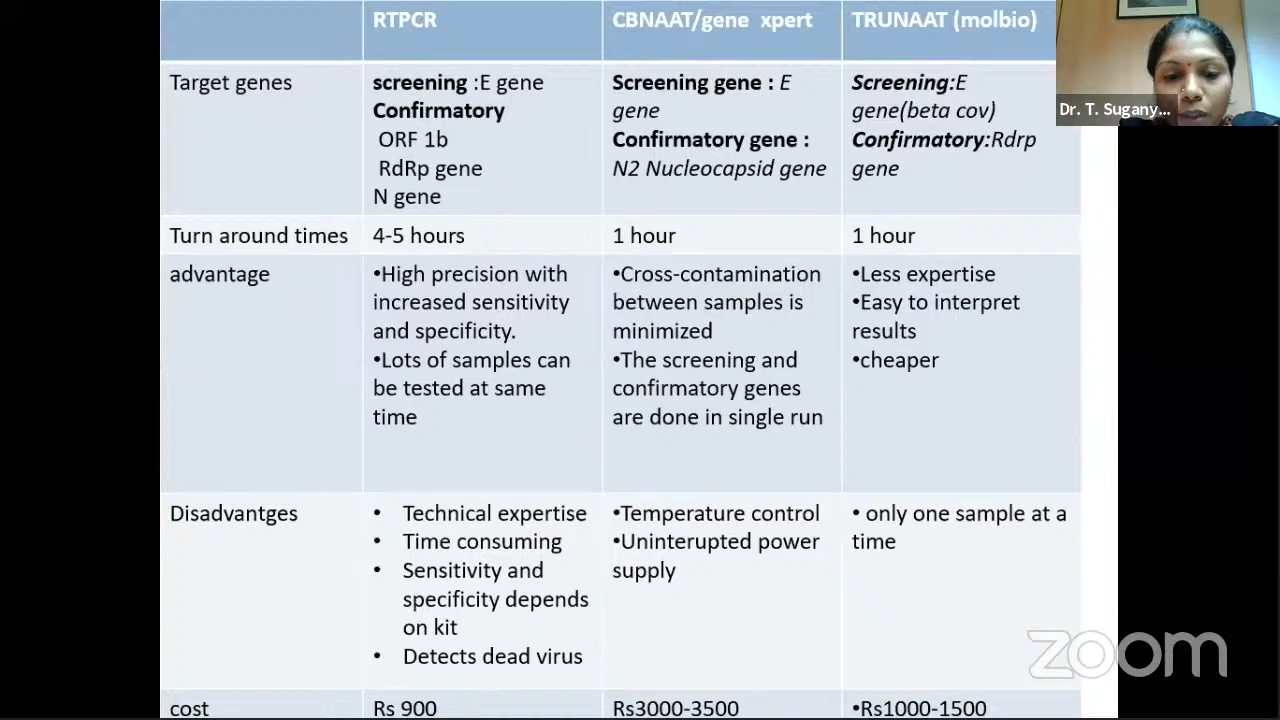 RTPCR
CBNAAT/gene xpert
TRUNAAT (molbio)
Target genes
screening :E gene
Confirmatory
ORF 1b
RdRp gene
N gene
Screening gene : E
gene
Confirmatory gene :
N2 Nucleocapsid gene
Screening:E
gene(beta cov)
Confirmatory:Rdrp
gene
Turn around times
4-5 hours
1 hour
1 hour
advantage
•High precision with
increased sensitivity
and specificity.
•Lots of samples can
be tested at same
time
•Cross-contamination
between samples is
minimized
•The screening and
confirmatory genes
are done in single run
•Less expertise
•Easy to interpret
results
•cheaper
Disadvantges
• Technical expertise
• Time consuming
• Sensitivity and
specificity depends
on kit
• Detects dead virus
•Temperature control
•Uninterupted power
supply
• only one sample at a
time
cost
Rs 900
Rs3000-3500
•Rs1000-1500
Dr. T. Sugany...
zoom